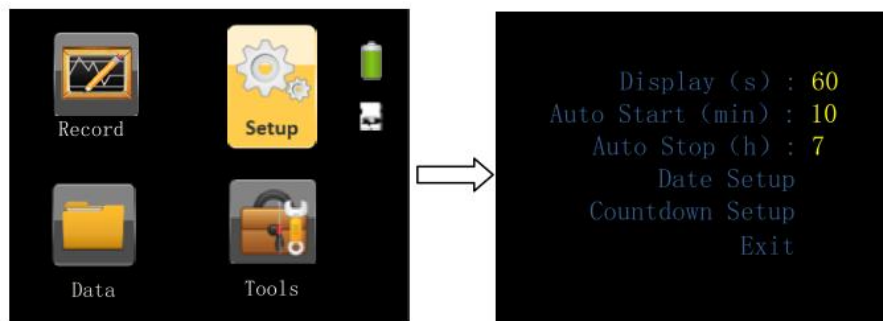 Record
Setup
Data
Tools
Display (s) : 60
Auto Start (min) : 10
Auto Stop (h) : 7
Date Setup
Countdown Setup
Exit